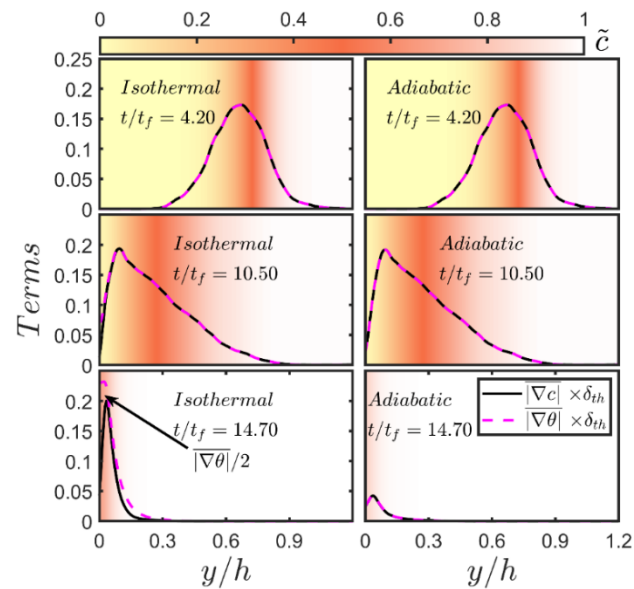 0 0.2 0.4 0.6 0.8 1
c̃
0.25
0.2
0.15
0.1
0.05
0
Isothermal
t/t_f = 4.20
Adiabatic
t/t_f = 4.20
Terms
0.2
0.15
0.1
0.05
0
Isothermal
t/t_f = 10.50
Adiabatic
t/t_f = 10.50
0.2
0.15
0.1
0.05
0
Isothermal
t/t_f = 14.70
|∇θ|/2
Adiabatic
t/t_f = 14.70
|∇c| ×δ_th
|∇θ| ×δ_th
0 0.3 0.6 0.9
0 0.3 0.6 0.9 1.2
y/h
y/h